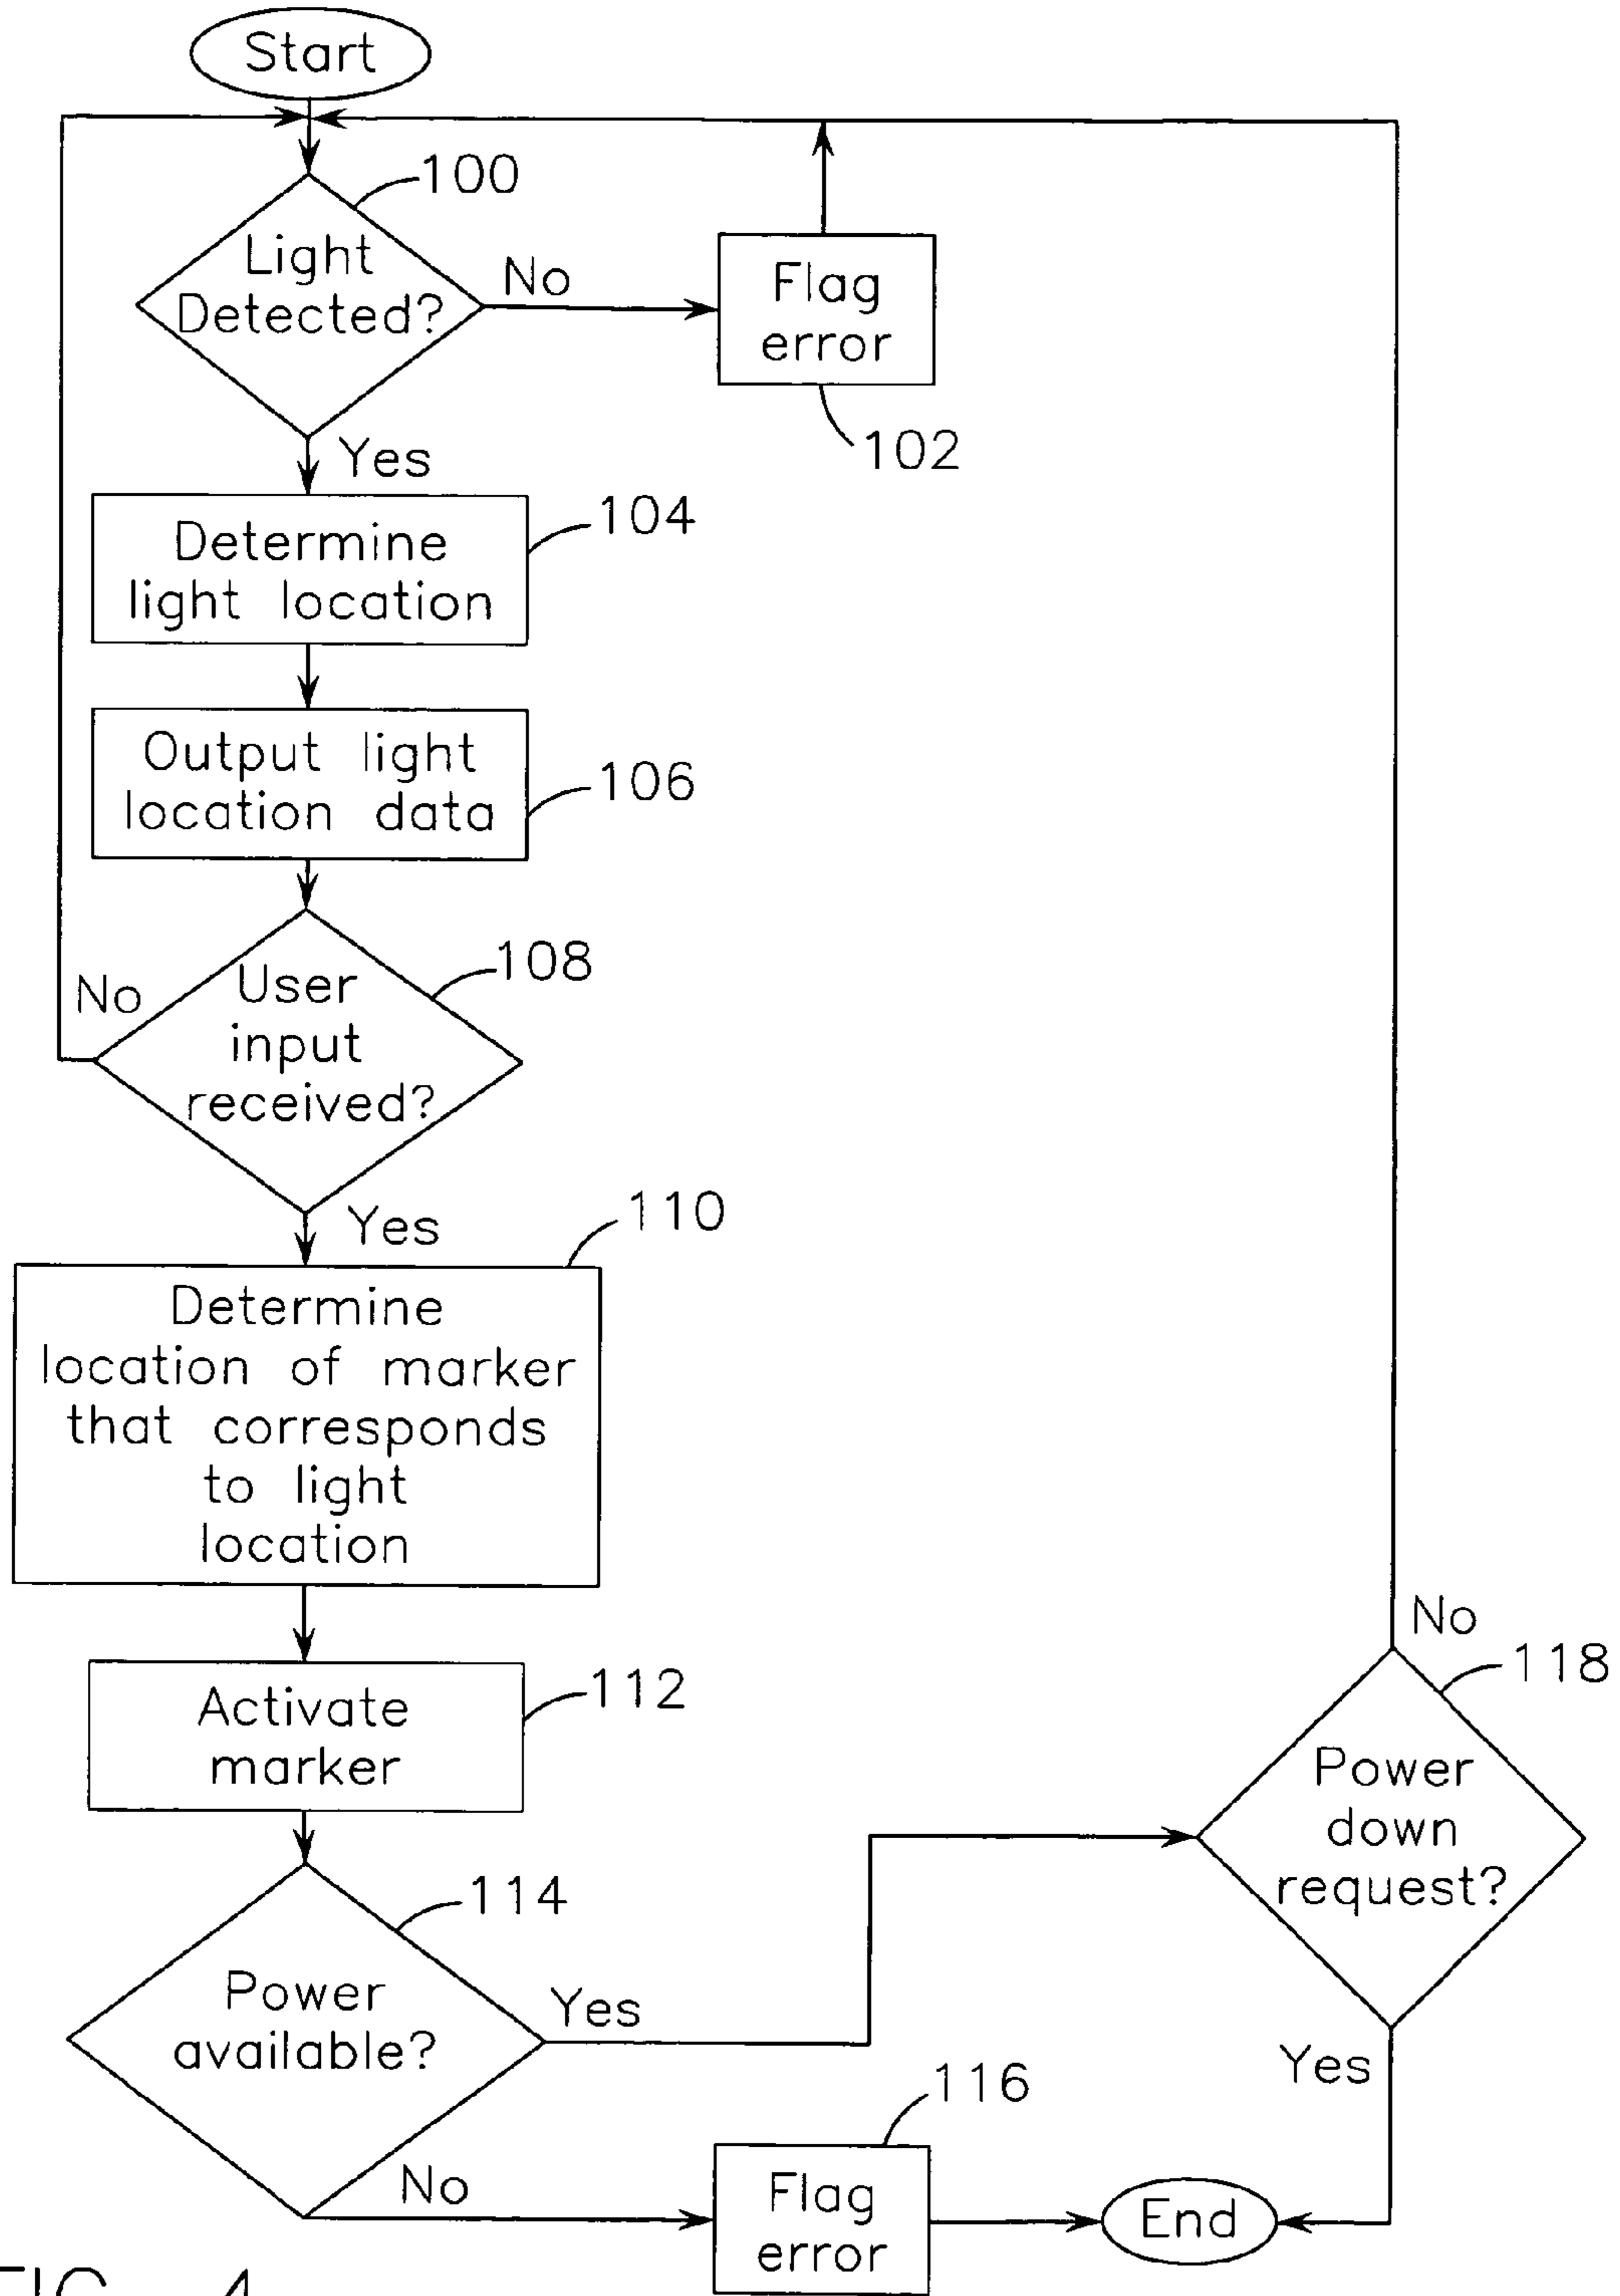 Start
100
Light
Detected?
No
Flag
error
102
Yes
Determine
light location
104
Output light
location data
106
User
input
received?
108
No
Yes
110
Determine
location of marker
that corresponds
to light
location
Activate
marker
112
Power
available?
114
Yes
No
118
Power
down
request?
No
Yes
116
Flag
error
End
FIG. 4